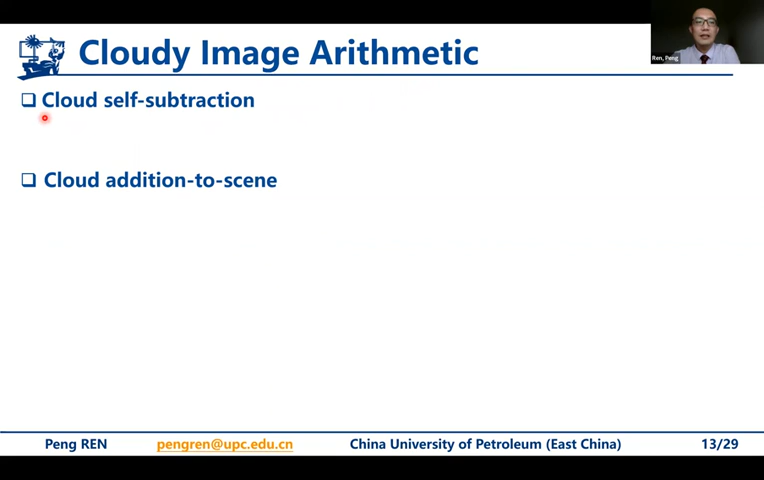 Cloudy Image Arithmetic
Ren, Peng
Cloud self-subtraction
Cloud addition-to-scene
Peng REN pengren@upc.edu.cn China University of Petroleum (East China) 13/29